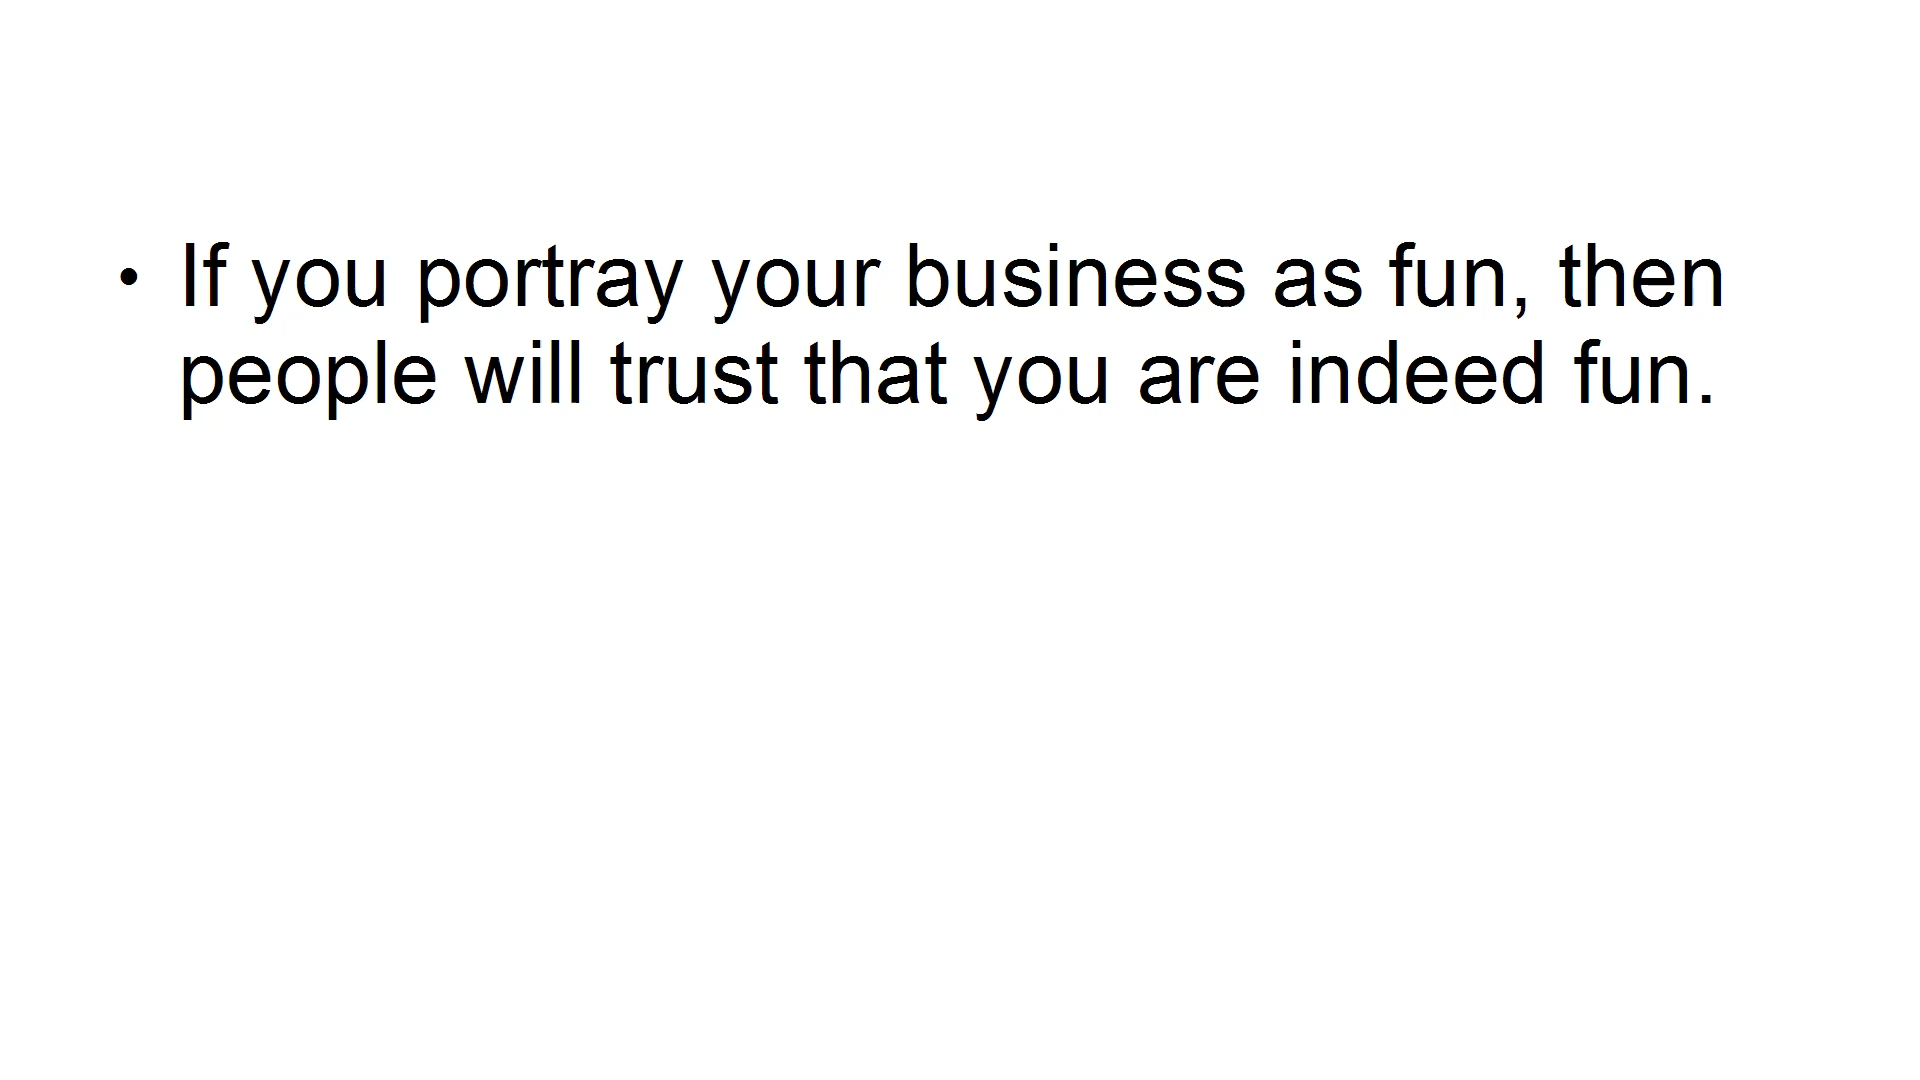 • If you portray your business as fun, then
people will trust that you are indeed fun.